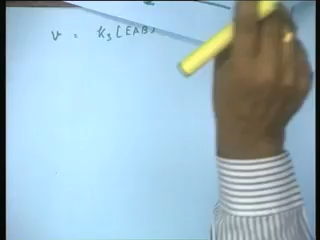 v = k3 [EAB]